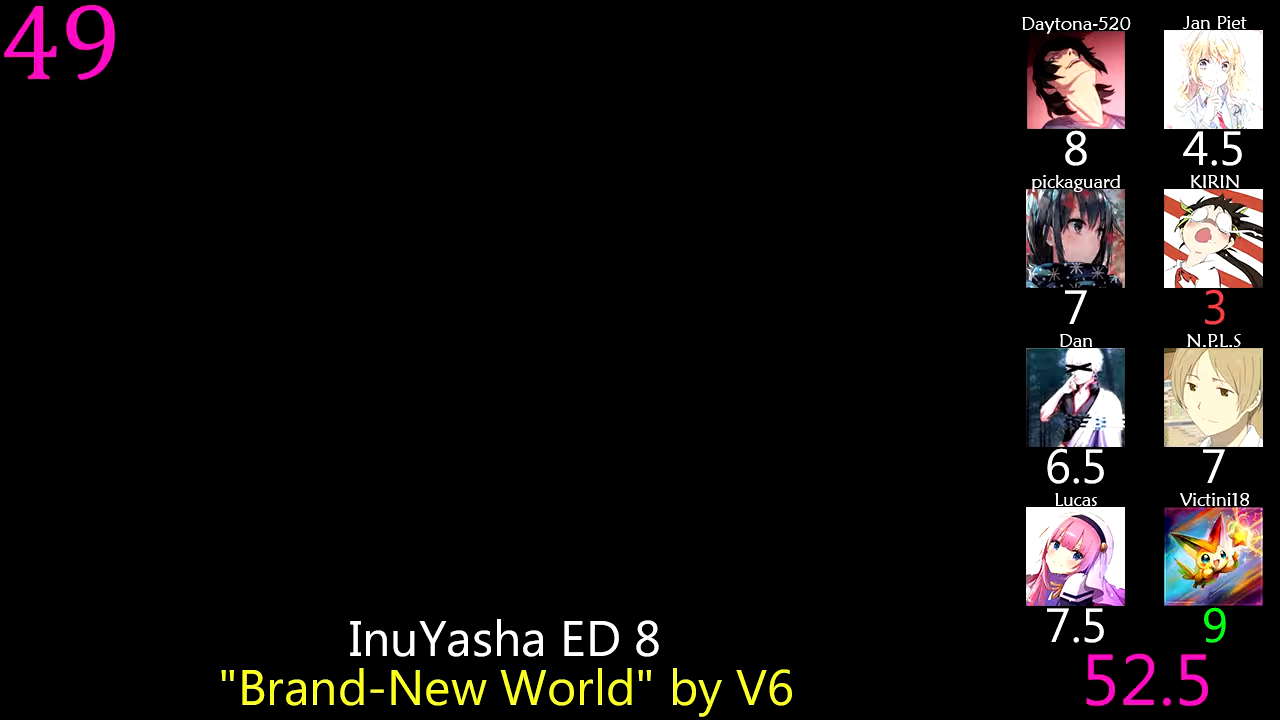 49
Daytona-520
Jan Piet
8
4.5
pickaguard
KIRIN
7
3
Dan
N.P.L.S
6.5
7
Lucas
Victini18
7.5
9
InuYasha ED 8
"Brand-New World" by V6
52.5